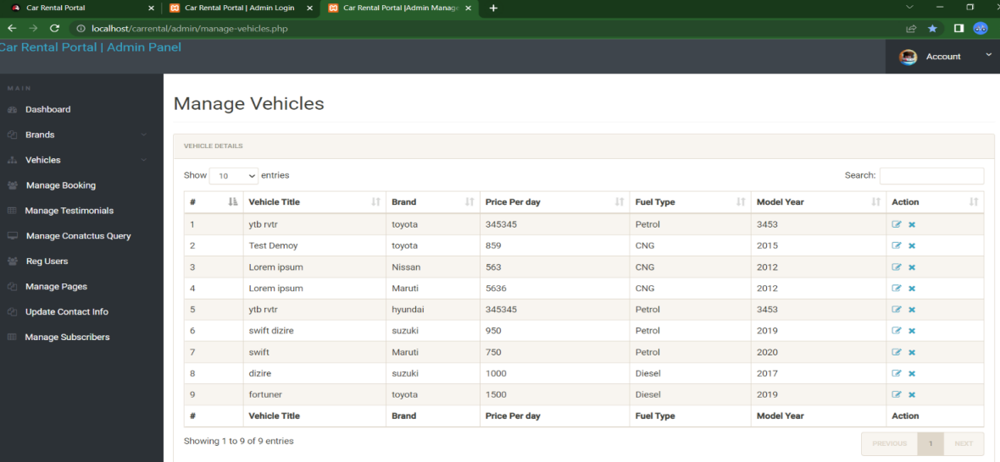 Car Rental Portal
Car Rental Portal | Admin Login
Car Rental Portal |Admin Manage
localhost/carrental/admin/manage-vehicles.php
Car Rental Portal | Admin Panel
Account
MAIN
Dashboard
Brands
Vehicles
Manage Booking
Manage Testimonials
Manage Conatctus Query
Reg Users
Manage Pages
Update Contact Info
Manage Subscribers
Manage Vehicles
VEHICLE DETAILS
Show 10 entries Search:
# Vehicle Title Brand Price Per day Fuel Type Model Year Action
1 ytb rvtr toyota 345345 Petrol 3453
2 Test Demoy toyota 859 CNG 2015
3 Lorem ipsum Nissan 563 CNG 2012
4 Lorem ipsum Maruti 5636 CNG 2012
5 ytb rvtr hyundai 345345 Petrol 3453
6 swift dizire suzuki 950 Petrol 2019
7 swift Maruti 750 Petrol 2020
8 dizire suzuki 1000 Diesel 2017
9 fortuner toyota 1500 Diesel 2019
# Vehicle Title Brand Price Per day Fuel Type Model Year Action
Showing 1 to 9 of 9 entries
PREVIOUS 1 NEXT